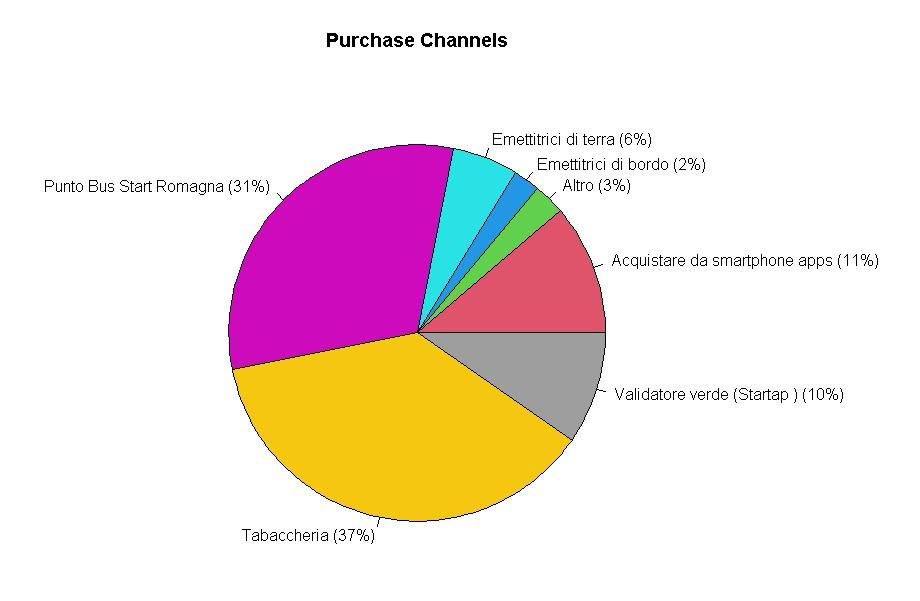 Purchase Channels
Emettitrici di terra (6%)
Emettitrici di bordo (2%)
Punto Bus Start Romagna (31%)
Altro (3%)
Acquistare da smartphone apps (11%)
Validatore verde (Startap ) (10%)
Tabaccheria (37%)